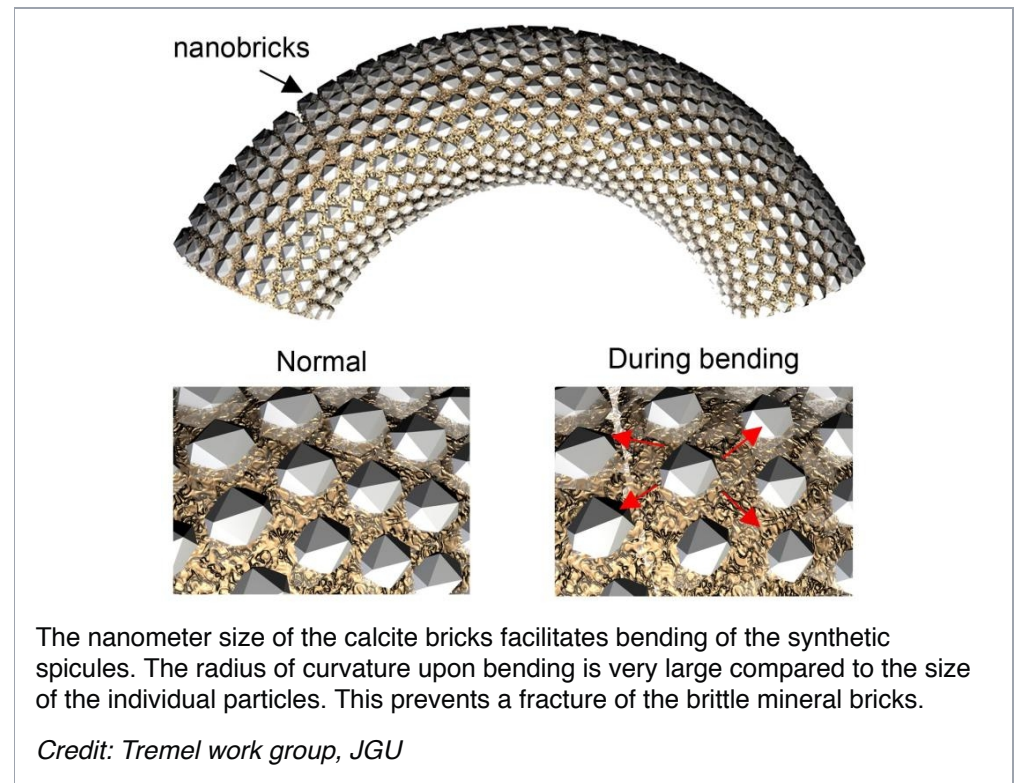 nanobricks
Normal
During bending
The nanometer size of the calcite bricks facilitates bending of the synthetic
spicules. The radius of curvature upon bending is very large compared to the size
of the individual particles. This prevents a fracture of the brittle mineral bricks.
Credit: Tremel work group, JGU